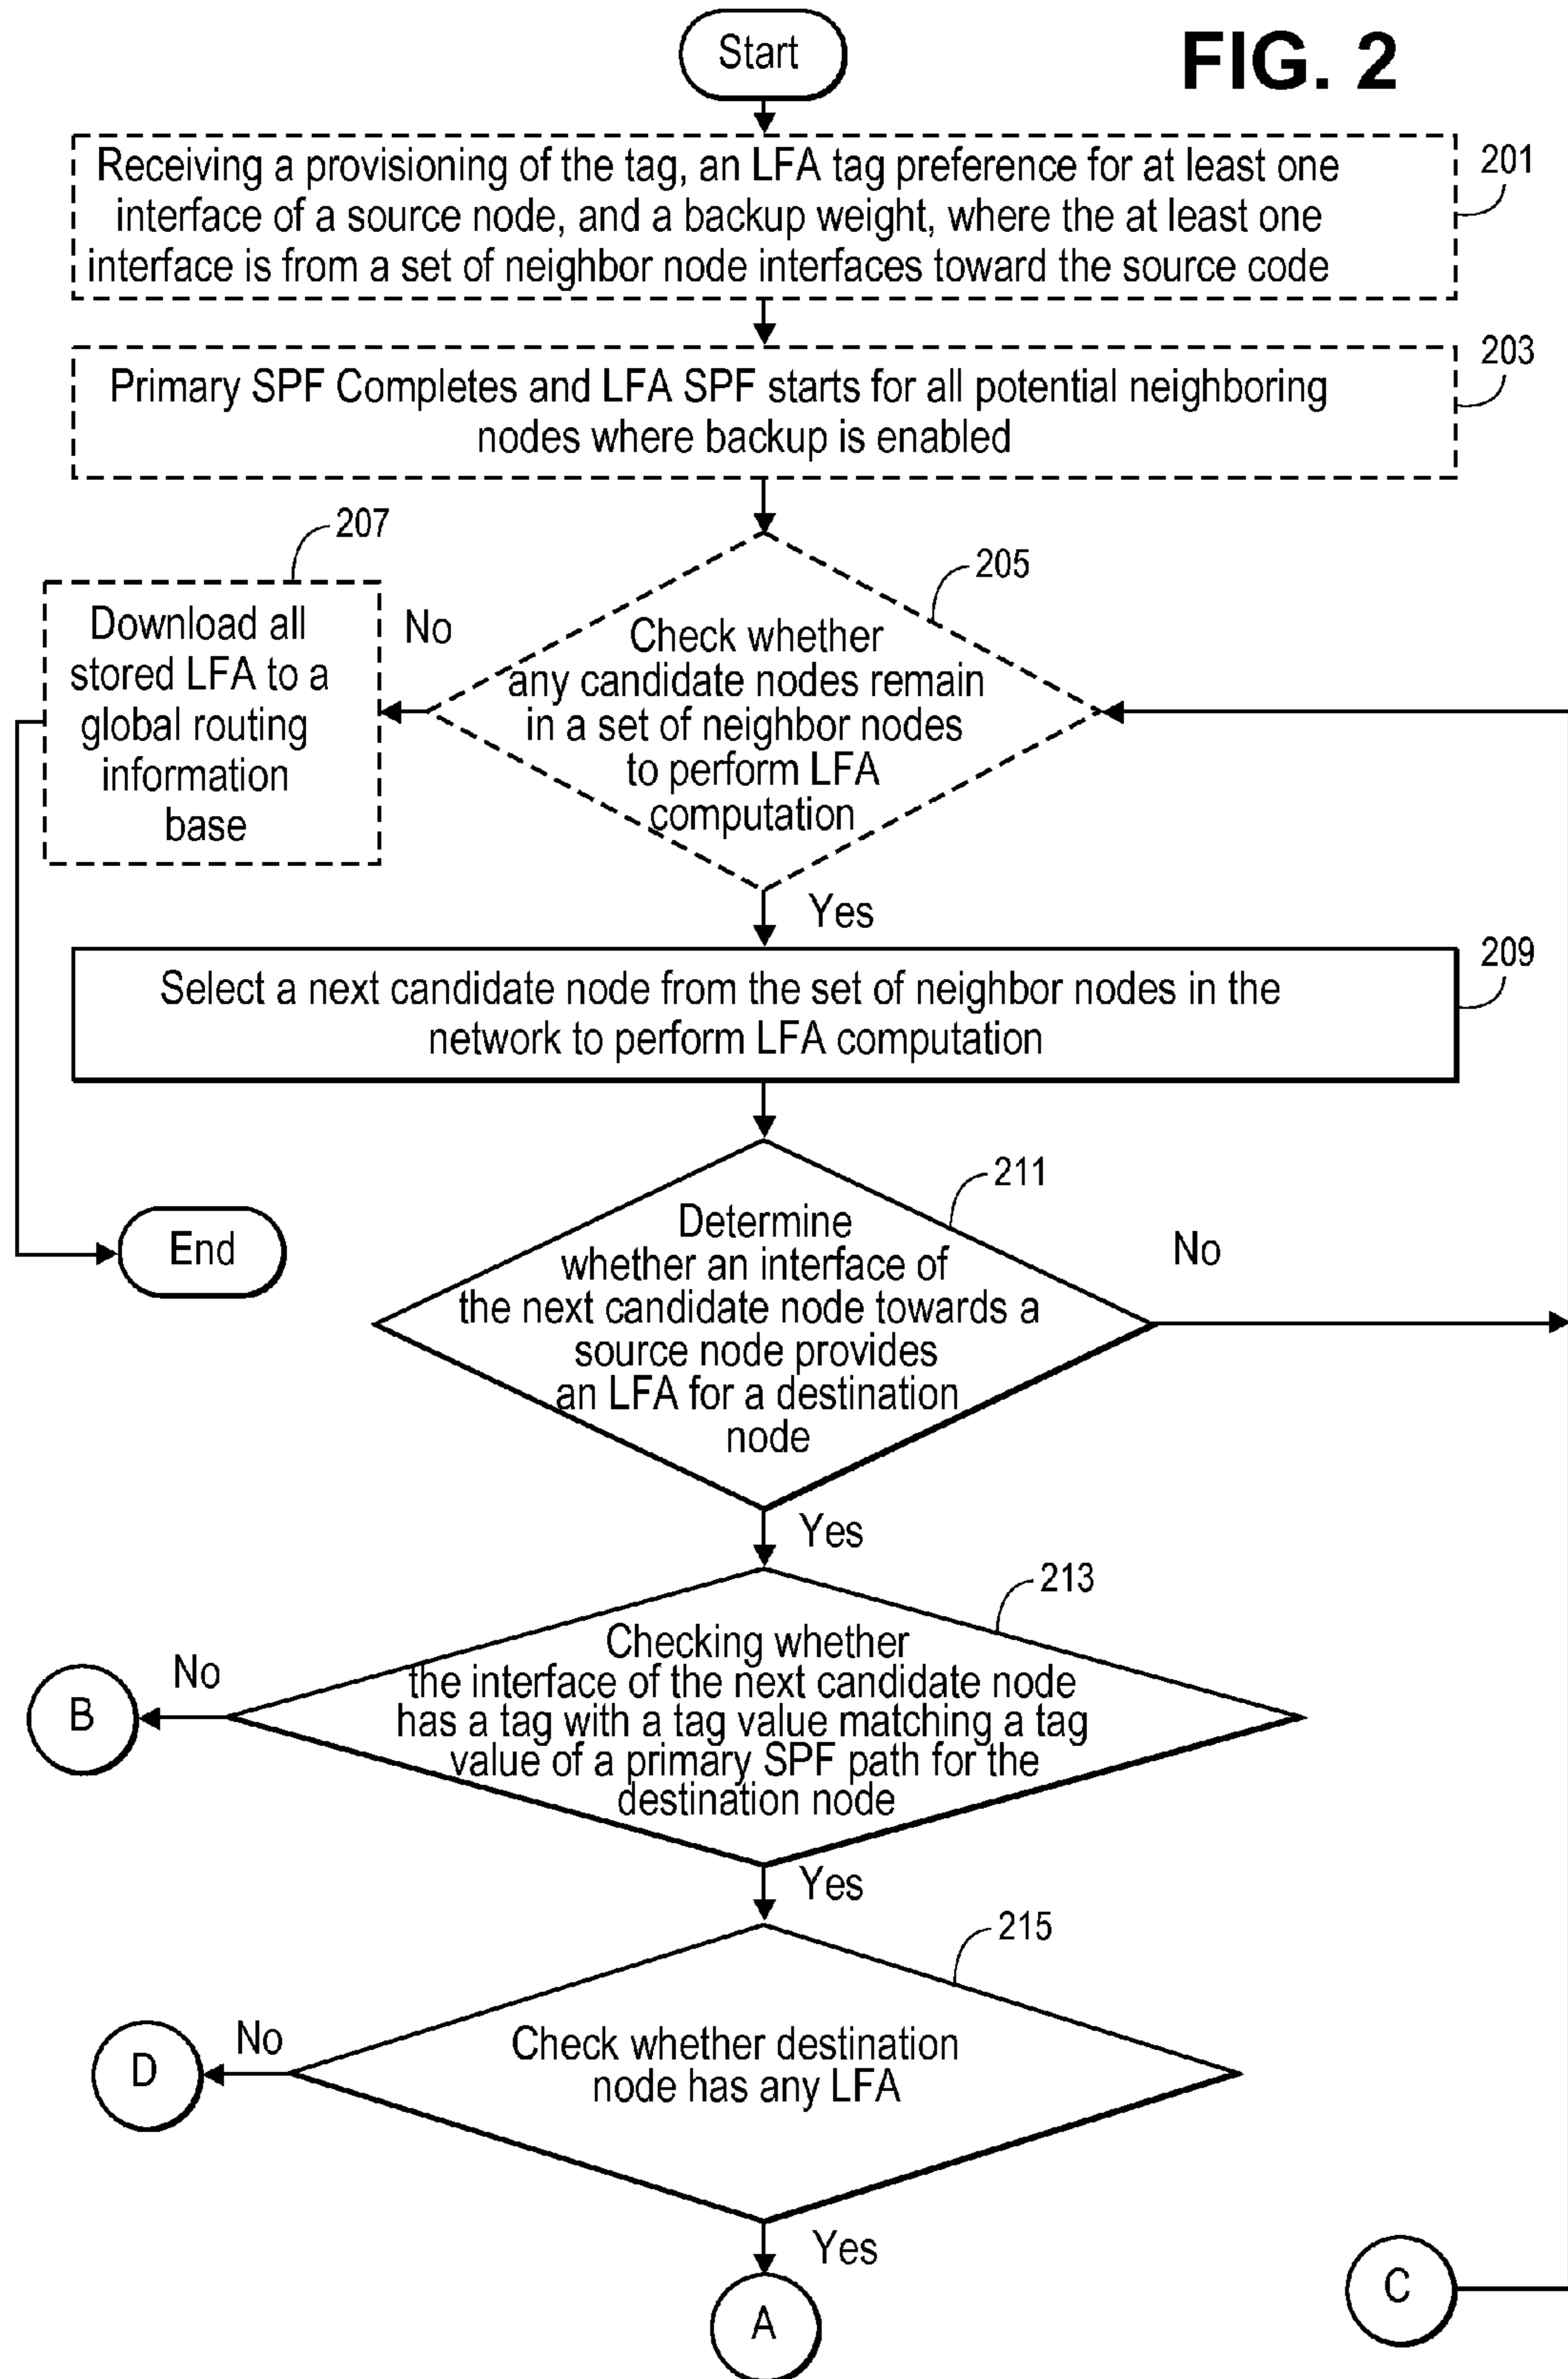 Start
FIG. 2
Receiving a provisioning of the tag, an LFA tag preference for at least one
interface of a source node, and a backup weight, where the at least one
interface is from a set of neighbor node interfaces toward the source code
201
Primary SPF Completes and LFA SPF starts for all potential neighboring
nodes where backup is enabled
203
207
Download all
stored LFA to a
global routing
information
base
No
205
Check whether
any candidate nodes remain
in a set of neighbor nodes
to perform LFA
computation
Yes
Select a next candidate node from the set of neighbor nodes in the
network to perform LFA computation
209
End
211
Determine
whether an interface of
the next candidate node towards a
source node provides
an LFA for a destination
node
No
Yes
213
Checking whether
the interface of the next candidate node
has a tag with a tag value matching a tag
value of a primary SPF path for the
destination node
No
B
Yes
215
Check whether destination
node has any LFA
No
D
Yes
A
C